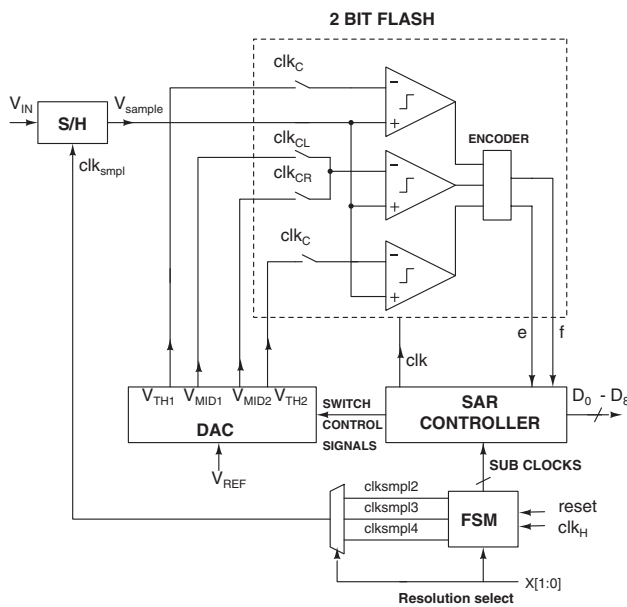 2 BIT FLASH
clk_C
V_IN
S/H
V_sample
clk_smpl
clk_CL
clk_CR
ENCODER
clk_C
e
f
clk
V_TH1
V_MID1
V_MID2
V_TH2
DAC
V_REF
SWITCH
CONTROL
SIGNALS
SAR
CONTROLLER
D_0 - D_8
SUB CLOCKS
clksmpl2
clksmpl3
clksmpl4
FSM
reset
clk_H
X[1:0]
Resolution select